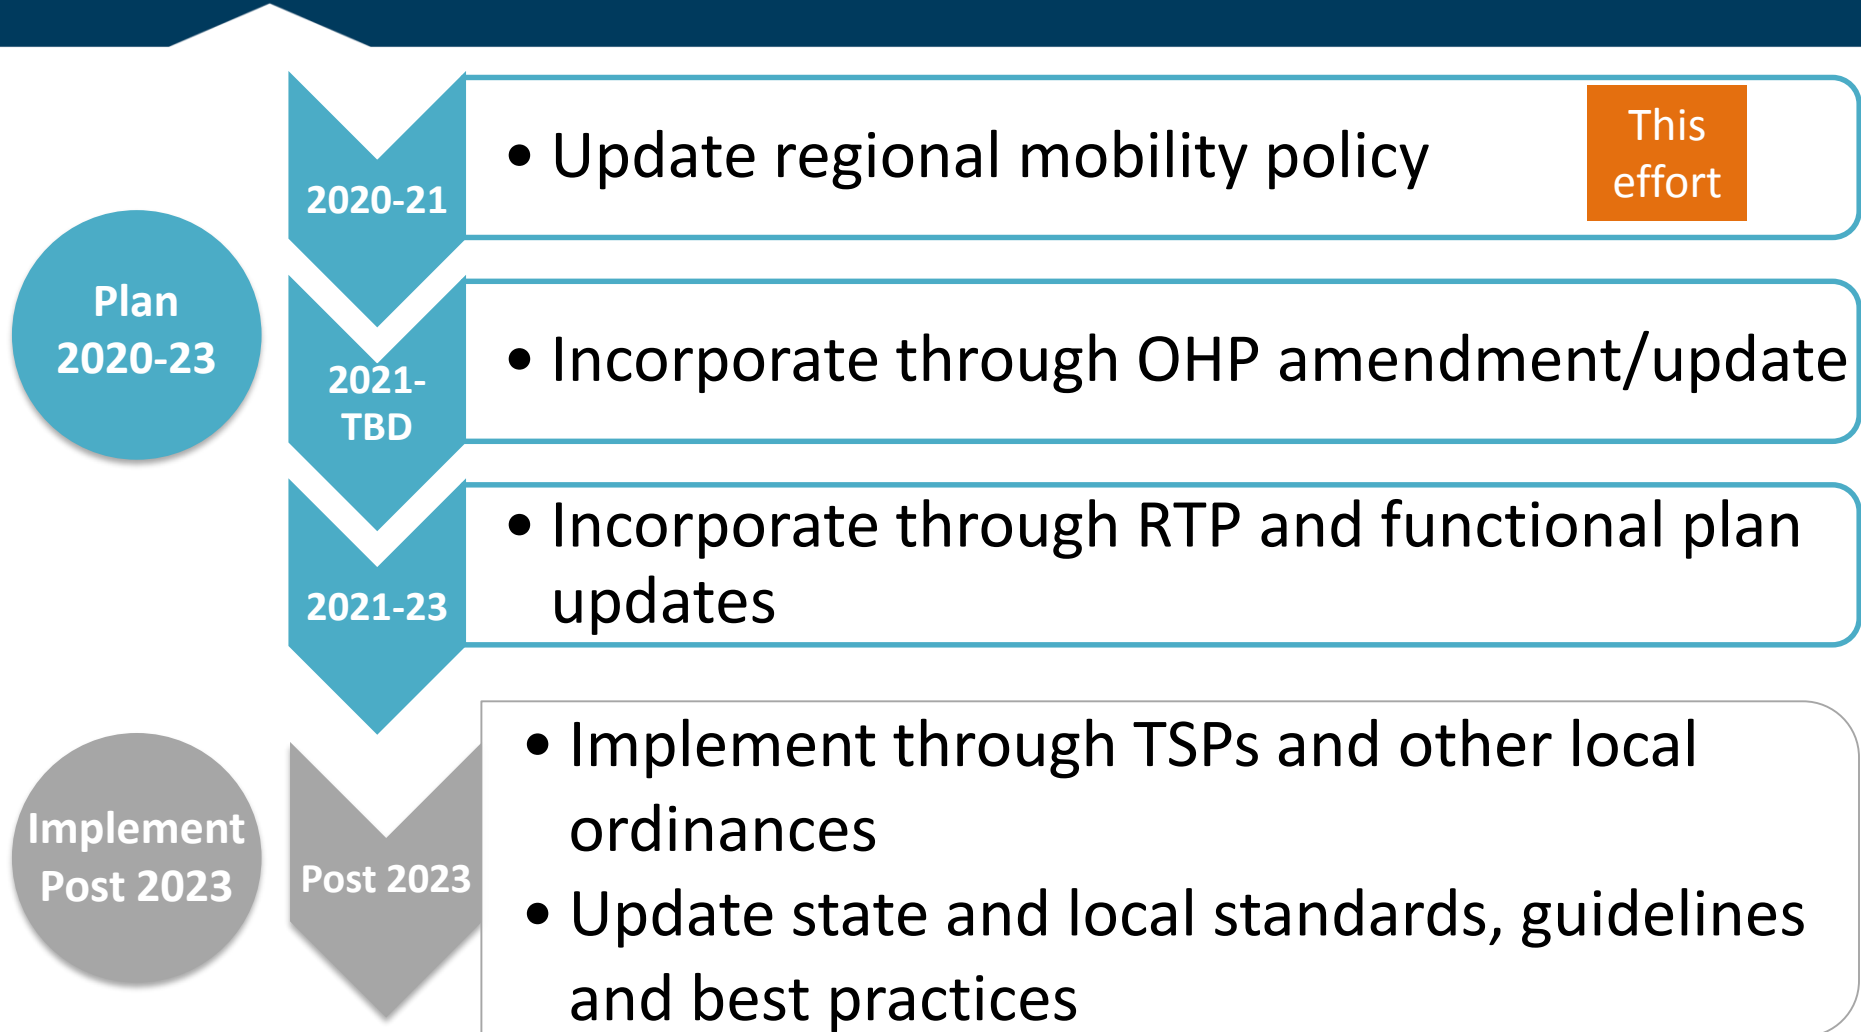 Plan
2020-23
2020-21
• Update regional mobility policy
This
effort
2021-
TBD
• Incorporate through OHP amendment/update
2021-23
• Incorporate through RTP and functional plan
updates
Implement
Post 2023
Post 2023
• Implement through TSPs and other local
ordinances
• Update state and local standards, guidelines
and best practices